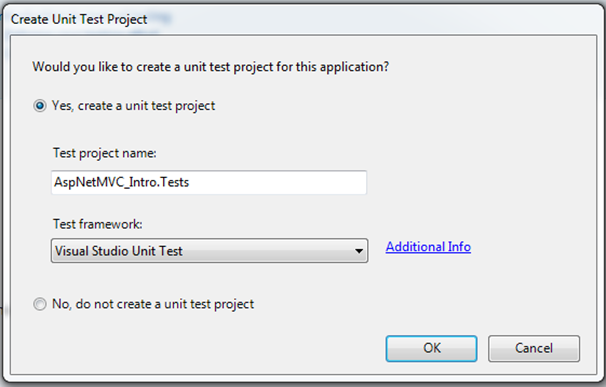 Create Unit Test Project
Would you like to create a unit test project for this application?
Yes, create a unit test project
Test project name:
AspNetMVC_Intro.Tests
Test framework:
Visual Studio Unit Test
Additional Info
No, do not create a unit test project
OK Cancel